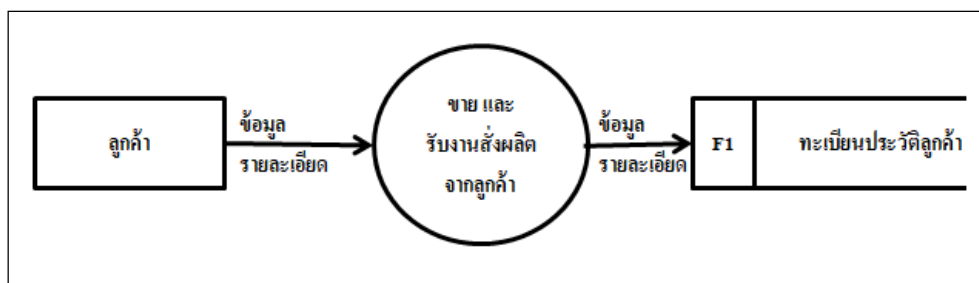 ลูกค้า
ข้อมูล
รายละเอียด
ขาย และ
รับงานสั่งผลิต
จากลูกค้า
ข้อมูล
รายละเอียด
F1
ทะเบียนประวัติลูกค้า